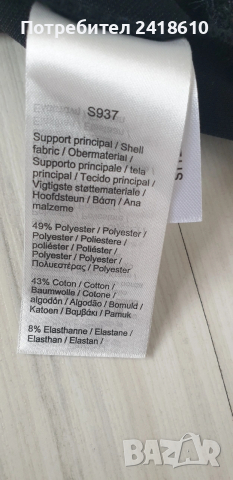 Потребител 2418610
S937
Support principal / Shell
fabric / Obermaterial /
Supporto principale / tela
principal / Tecido principal /
Vigtigste støttemateriale /
Hoofdsteun / Βάση / Ana
malzeme
49% Polyester / Polyester /
Polyester / Poliestere /
poliéster / Poliéster /
Polyester / Polyester /
Πολυεστέρας / Polyester
43% Coton / Cotton /
Baumwolle / Cotone /
algodón / Algodão / Bomuld /
Katoen / Βαμβάκι / Pamuk
8% Elasthanne / Elastane /
Elasthan / Elastan /
BAZAR